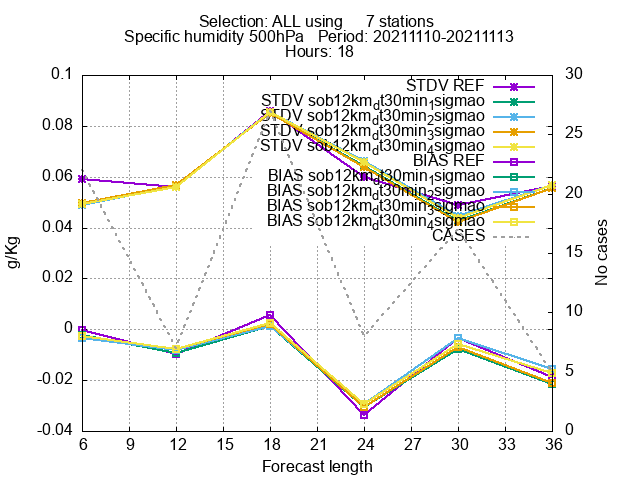 Selection: ALL using 7 stations
Specific humidity 500hPa Period: 20211110-20211113
Hours: 18
0.1
0.08
0.06
0.04
0.02
0
-0.02
-0.04
g/Kg
30
25
20
15
10
5
0
No cases
STDV REF
STDV sob12km_dt30min_1sigmao
STDV sob12km_dt30min_2sigmao
STDV sob12km_dt30min_3sigmao
STDV sob12km_dt30min_4sigmao
BIAS REF
BIAS sob12km_dt30min_1sigmao
BIAS sob12km_dt30min_2sigmao
BIAS sob12km_dt30min_3sigmao
BIAS sob12km_dt30min_4sigmao
CASES
6 9 12 15 18 21 24 27 30 33 36
Forecast length